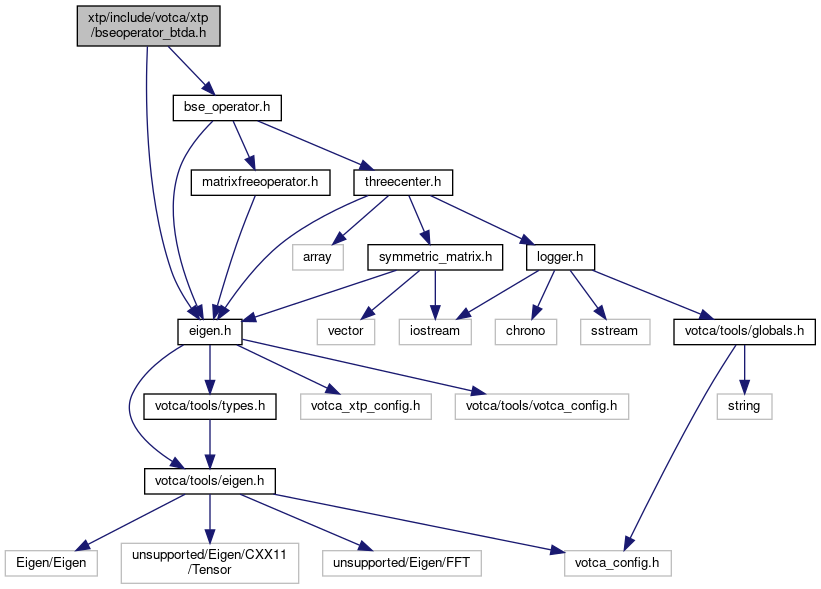 xtp/include/votca/xtp
/bseoperator_btda.h
bse_operator.h
matrixfreeoperator.h
threecenter.h
array
symmetric_matrix.h
logger.h
eigen.h
vector
iostream
chrono
sstream
votca/tools/globals.h
votca/tools/types.h
votca_xtp_config.h
votca/tools/votca_config.h
string
votca/tools/eigen.h
Eigen/Eigen
unsupported/Eigen/CXX11
/Tensor
unsupported/Eigen/FFT
votca_config.h